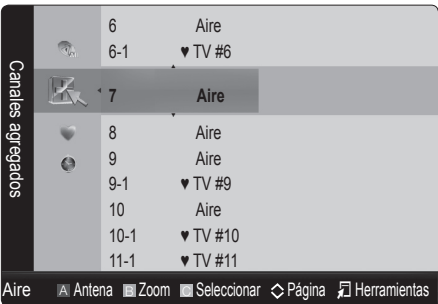 Canales agregados
6 Aire
6-1 ♥ TV #6
7 Aire
8 Aire
9 Aire
9-1 ♥ TV #9
10 Aire
10-1 ♥ TV #10
11-1 ♥ TV #11
Aire A Antena B Zoom C Seleccionar Página Herramientas